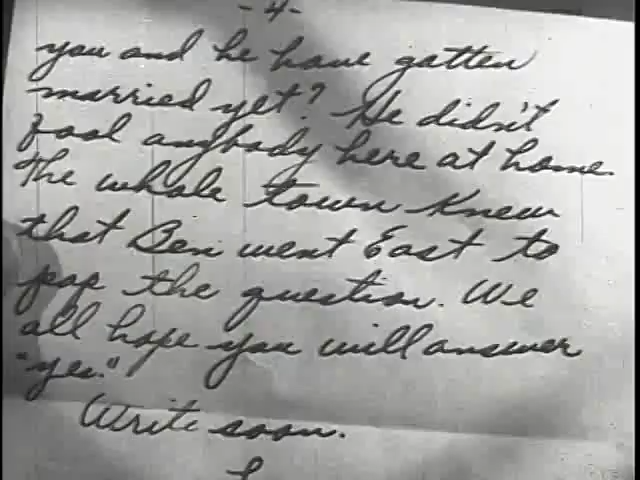 -4-
you and he have gotten
married yet? He didn't
fool anybody here at home.
The whole town knew
that Ben went East to
pop the question. We
all hope you will answer
"yes."
Write soon.